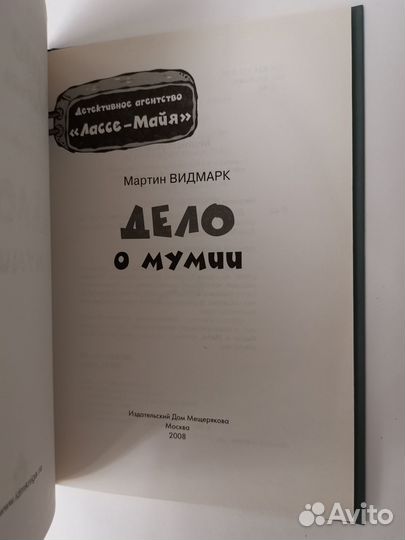 Детективное агентство
«Лассе-Майя»
Мартин ВИДМАРК
ДЕЛО
О МУМИИ
Издательский Дом Мещерякова
Москва
2008
Avito